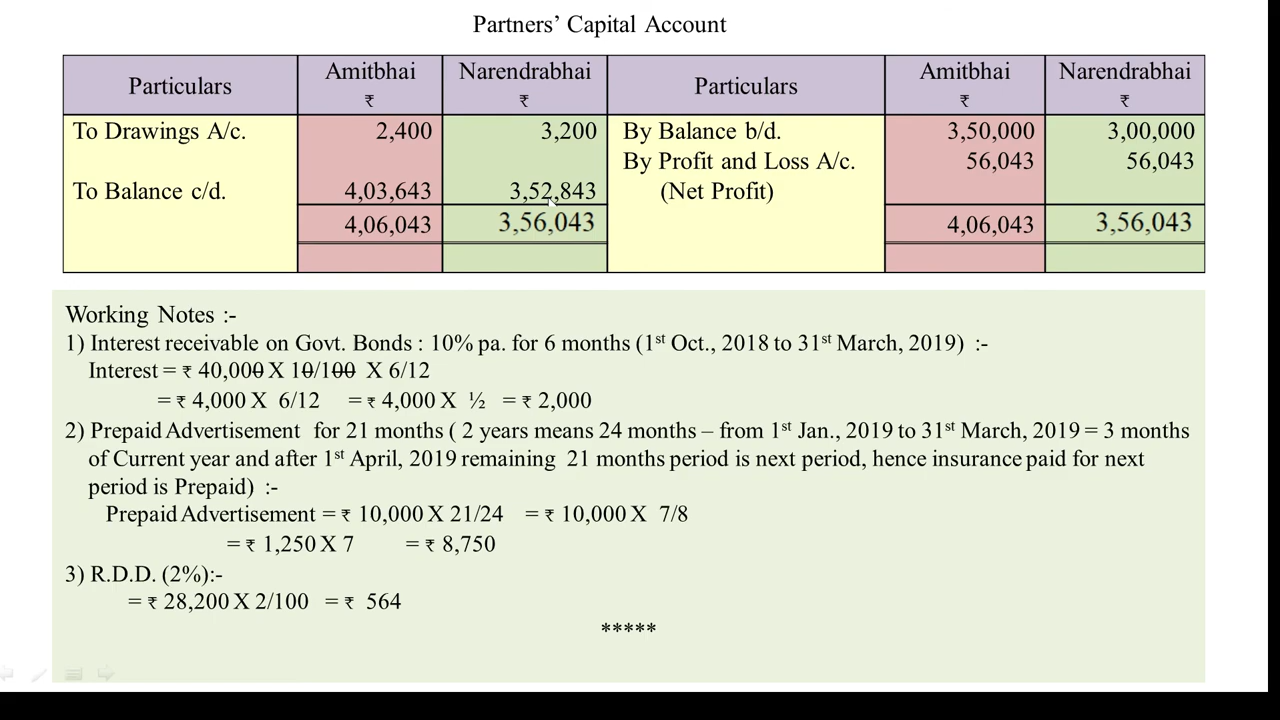 Partners’ Capital Account
Particulars Amitbhai ₹ Narendrabhai ₹ Particulars Amitbhai ₹ Narendrabhai ₹
To Drawings A/c. 2,400 3,200 By Balance b/d. 3,50,000 3,00,000
By Profit and Loss A/c. 56,043 56,043
To Balance c/d. 4,03,643 3,52,843 (Net Profit)
4,06,043 3,56,043 4,06,043 3,56,043
Working Notes :-
1) Interest receivable on Govt. Bonds : 10% pa. for 6 months (1st Oct., 2018 to 31st March, 2019) :-
Interest = ₹ 40,000 X 10/100 X 6/12
= ₹ 4,000 X 6/12 = ₹ 4,000 X ½ = ₹ 2,000
2) Prepaid Advertisement for 21 months ( 2 years means 24 months – from 1st Jan., 2019 to 31st March, 2019 = 3 months
of Current year and after 1st April, 2019 remaining 21 months period is next period, hence insurance paid for next
period is Prepaid) :-
Prepaid Advertisement = ₹ 10,000 X 21/24 = ₹ 10,000 X 7/8
= ₹ 1,250 X 7 = ₹ 8,750
3) R.D.D. (2%):-
= ₹ 28,200 X 2/100 = ₹ 564
*****